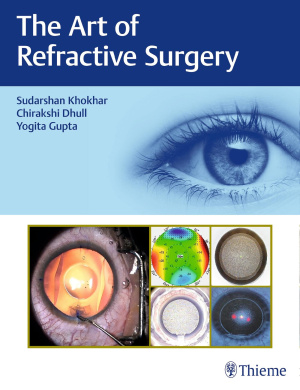 The Art of
Refractive Surgery
Sudarshan Khokhar
Chirakshi Dhull
Yogita Gupta
Thieme